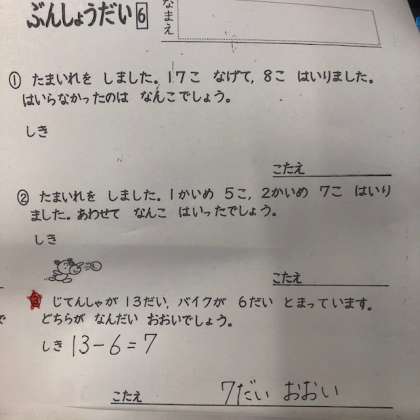 ぶんしょうだい 6
なまえ
① たまいれを しました。17こ なげて, 8こ はいりました。
はいらなかったのは なんこでしょう。
しき
こたえ
② たまいれを しました。1かいめ 5こ, 2かいめ 7こ はいり
ました。あわせて なんこ はいったでしょう。
しき
こたえ
じてんしゃが 13だい, バイクが 6だい とまっています。
で
どちらが なんだい おおいでしょう。
しき 13-6=7
こたえ 7だい おおい